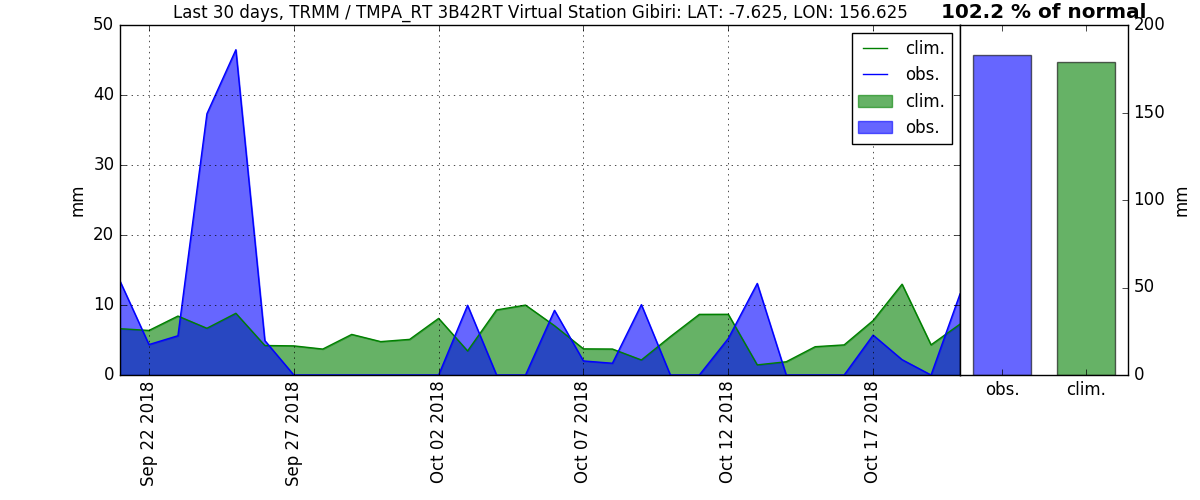 Last 30 days, TRMM / TMPA_RT 3B42RT Virtual Station Gibiri: LAT: -7.625, LON: 156.625
102.2 % of normal
50
40
30
20
10
0
mm
clim.
obs.
clim.
obs.
200
150
100
50
0
mm
obs.
clim.
Sep 22 2018
Sep 27 2018
Oct 02 2018
Oct 07 2018
Oct 12 2018
Oct 17 2018